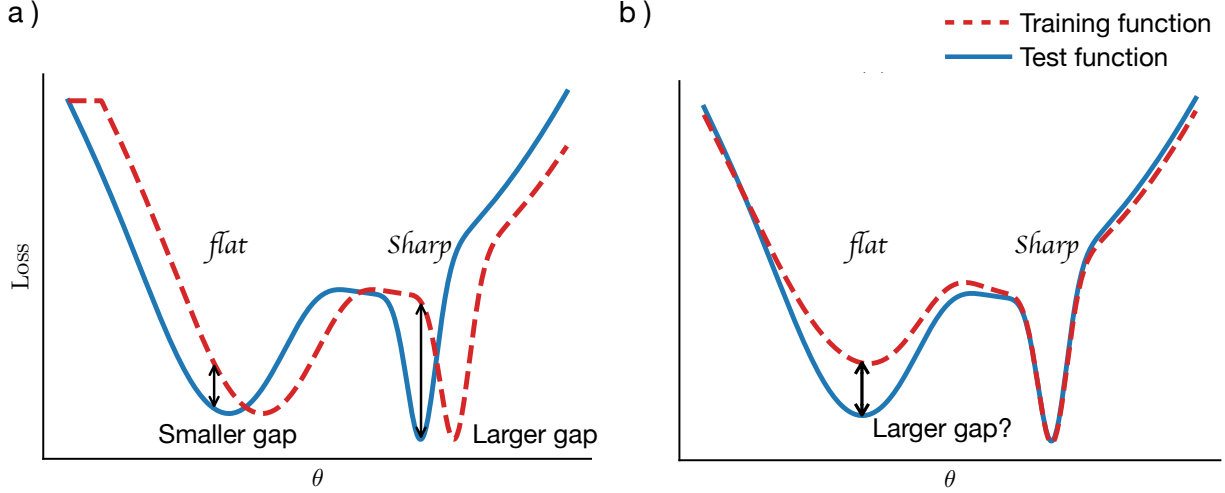 a)
b)
Training function
Test function
flat
Sharp
flat
Sharp
Loss
Smaller gap
Larger gap
Larger gap?
θ
θ